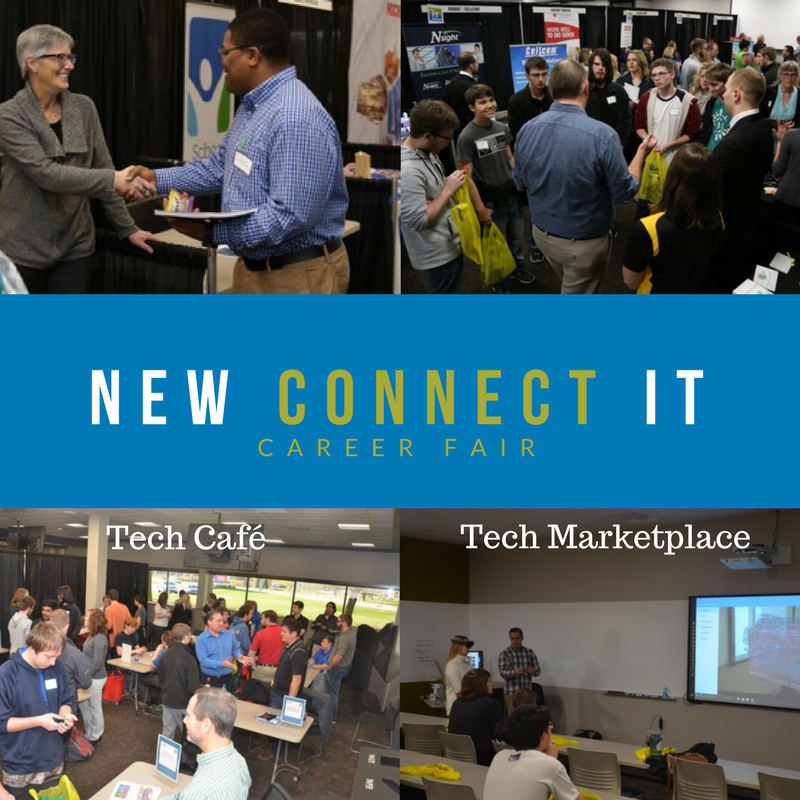 Nsight
Cellcom
WORK WELL
TO DO GOOD
NEW CONNECT IT
CAREER FAIR
Tech Café
Tech Marketplace